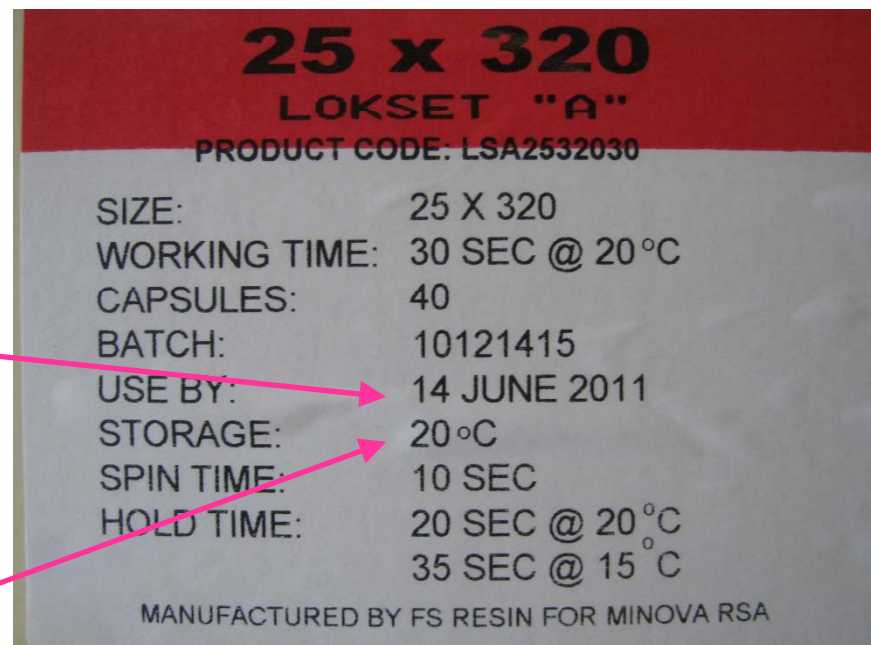 25 x 320
LOKSET "A"
PRODUCT CODE: LSA2532030
SIZE: 25 X 320
WORKING TIME: 30 SEC @ 20°C
CAPSULES: 40
BATCH: 10121415
USE BY: 14 JUNE 2011
STORAGE: 20°C
SPIN TIME: 10 SEC
HOLD TIME: 20 SEC @ 20°C
35 SEC @ 15°C
MANUFACTURED BY FS RESIN FOR MINOVA RSA